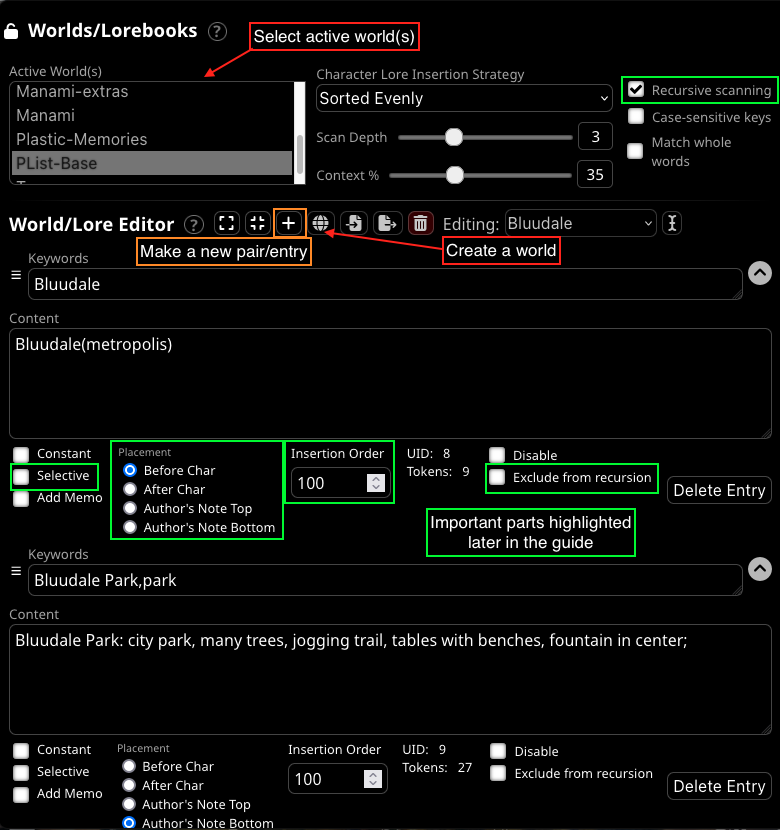 Worlds/Lorebooks ?
Select active world(s)
Active World(s)
Manami-extras
Manami
Plastic-Memories
PList-Base
Character Lore Insertion Strategy
Sorted Evenly
Scan Depth 3
Context % 35
Recursive scanning
Case-sensitive keys
Match whole
words
World/Lore Editor ? Editing: Bluudale
Make a new pair/entry
Create a world
Keywords
Bluudale
Content
Bluudale(metropolis)
Constant
Selective
Add Memo
Placement
Before Char
After Char
Author's Note Top
Author's Note Bottom
Insertion Order
100
UID: 8
Tokens: 9
Disable
Exclude from recursion
Delete Entry
Important parts highlighted
later in the guide
Keywords
Bluudale Park,park
Content
Bluudale Park: city park, many trees, jogging trail, tables with benches, fountain in center;
Constant
Selective
Add Memo
Placement
Before Char
After Char
Author's Note Top
Author's Note Bottom
Insertion Order
100
UID: 9
Tokens: 27
Disable
Exclude from recursion
Delete Entry